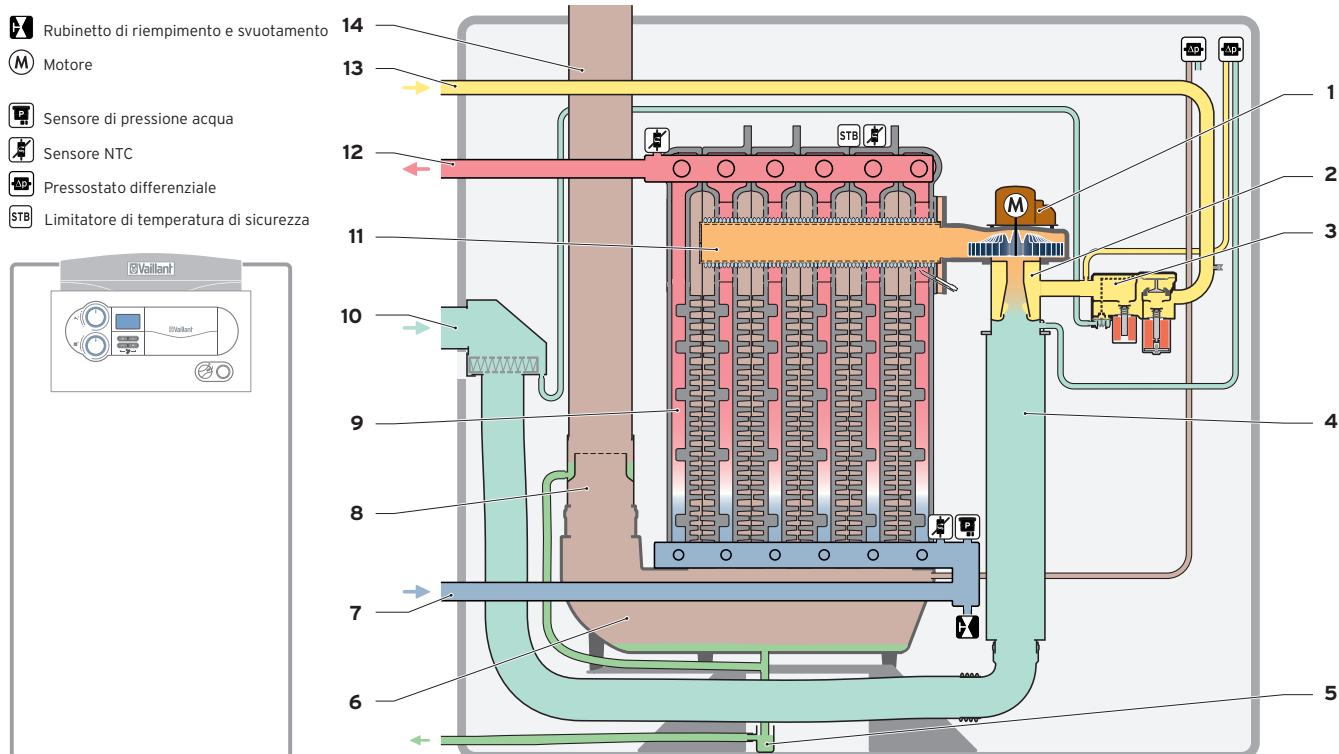 Rubinetto di riempimento e svuotamento
M Motore
P Sensore di pressione acqua
Sensore NTC
Δp Pressostato differenziale
STB Limitatore di temperatura di sicurezza
Vaillant
Vaillant
14
13
12
11
10
9
8
7
6
Δp Δp
STB
M
P
1
2
3
4
5